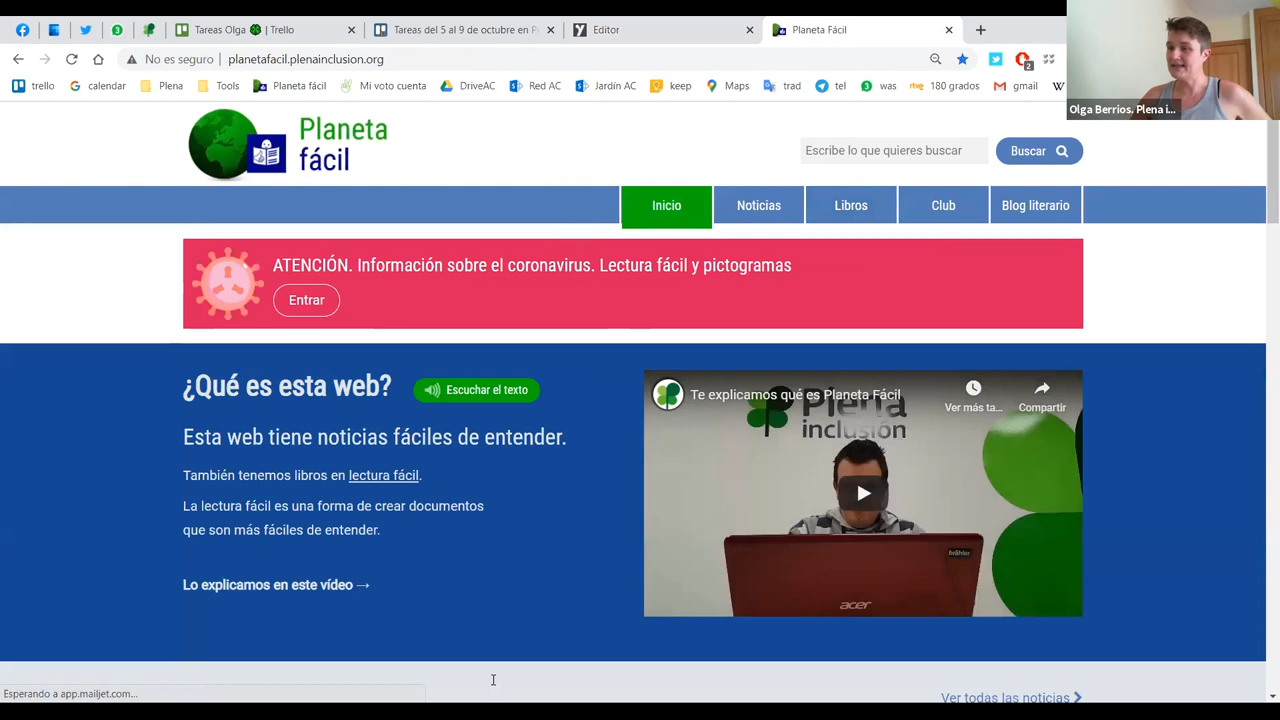 Tareas Olga | Trello
Tareas del 5 al 9 de octubre en P
Editor
Planeta Fácil
No es seguro | planetafacil.plenainclusion.org
trello
calendar
Plena
Tools
Planeta fácil
Mi voto cuenta
DriveAC
Red AC
Jardín AC
keep
Maps
trad
tel
was
180 grados
gmail
2
Olga Berrios. Plena i...
Planeta
fácil
Escribe lo que quieres buscar
Buscar
Inicio
Noticias
Libros
Club
Blog literario
ATENCIÓN. Información sobre el coronavirus. Lectura fácil y pictogramas
Entrar
¿Qué es esta web?
Escuchar el texto
Esta web tiene noticias fáciles de entender.
También tenemos libros en lectura fácil.
La lectura fácil es una forma de crear documentos
que son más fáciles de entender.
Lo explicamos en este vídeo →
Te explicamos qué es Planeta Fácil
Ver más ta...
Compartir
Plena
inclusión
acer
Esperando a app.mailjet.com...
Ver todas las noticias